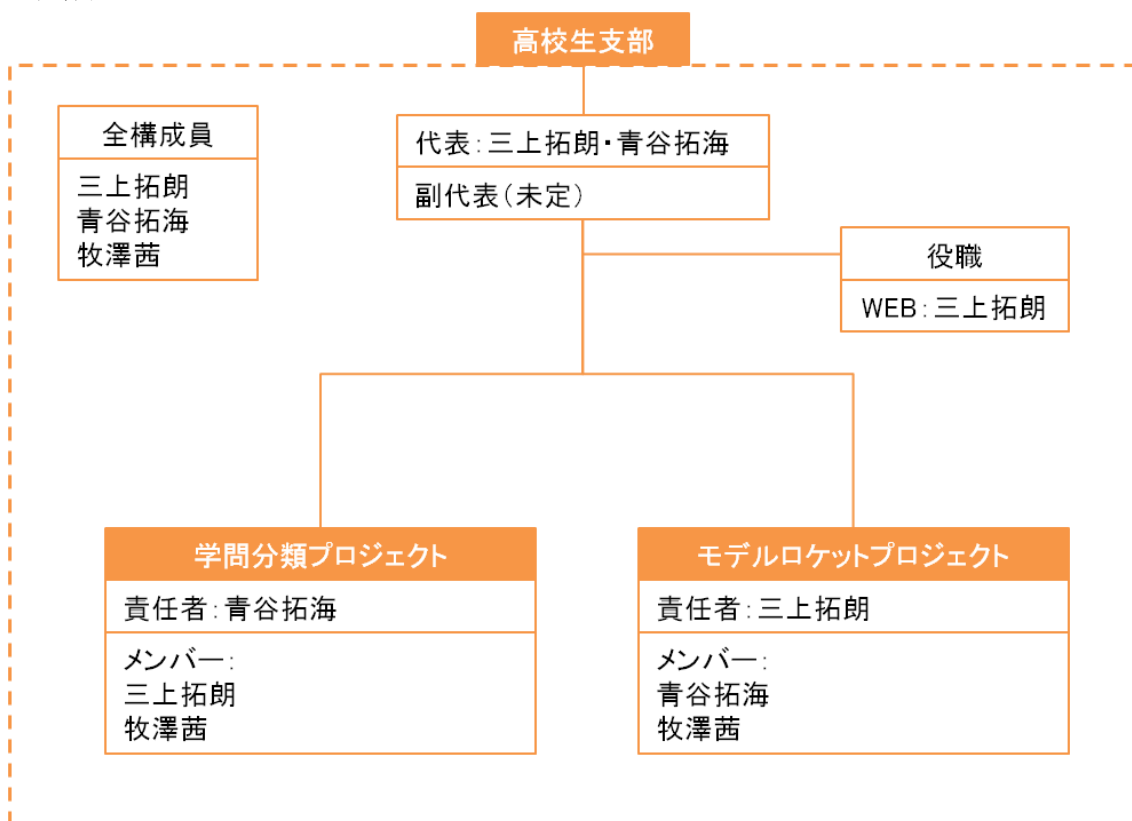 高校生支部
全構成員
三上拓朗
青谷拓海
牧澤茜
代表：三上拓朗・青谷拓海
副代表（未定）
役職
WEB：三上拓朗
学問分類プロジェクト
責任者：青谷拓海
メンバー：
三上拓朗
牧澤茜
モデルロケットプロジェクト
責任者：三上拓朗
メンバー：
青谷拓海
牧澤茜